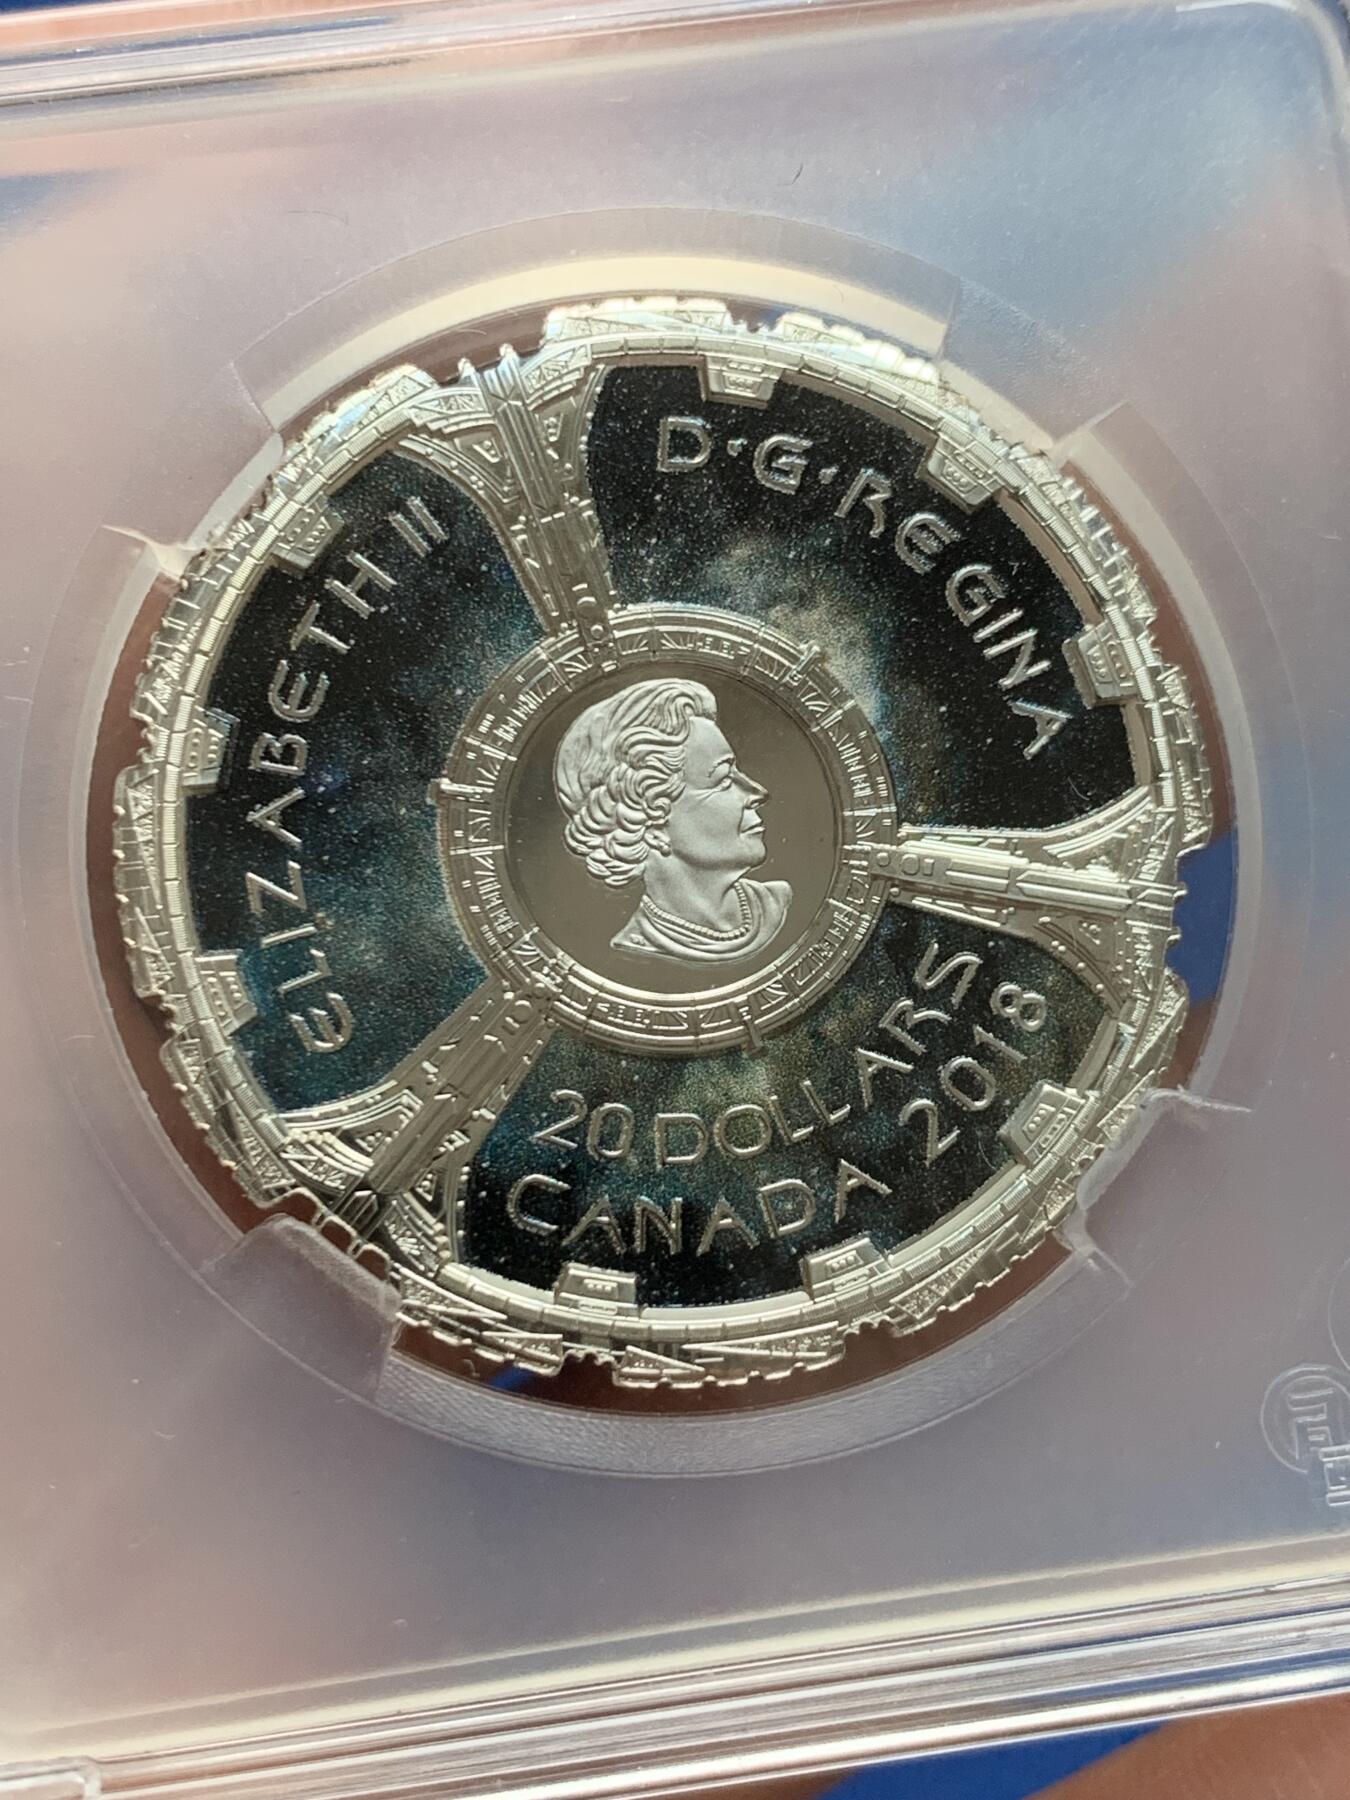 ELIZABETH II
D·G·REGINA
20 DOLLARS
CANADA 2018